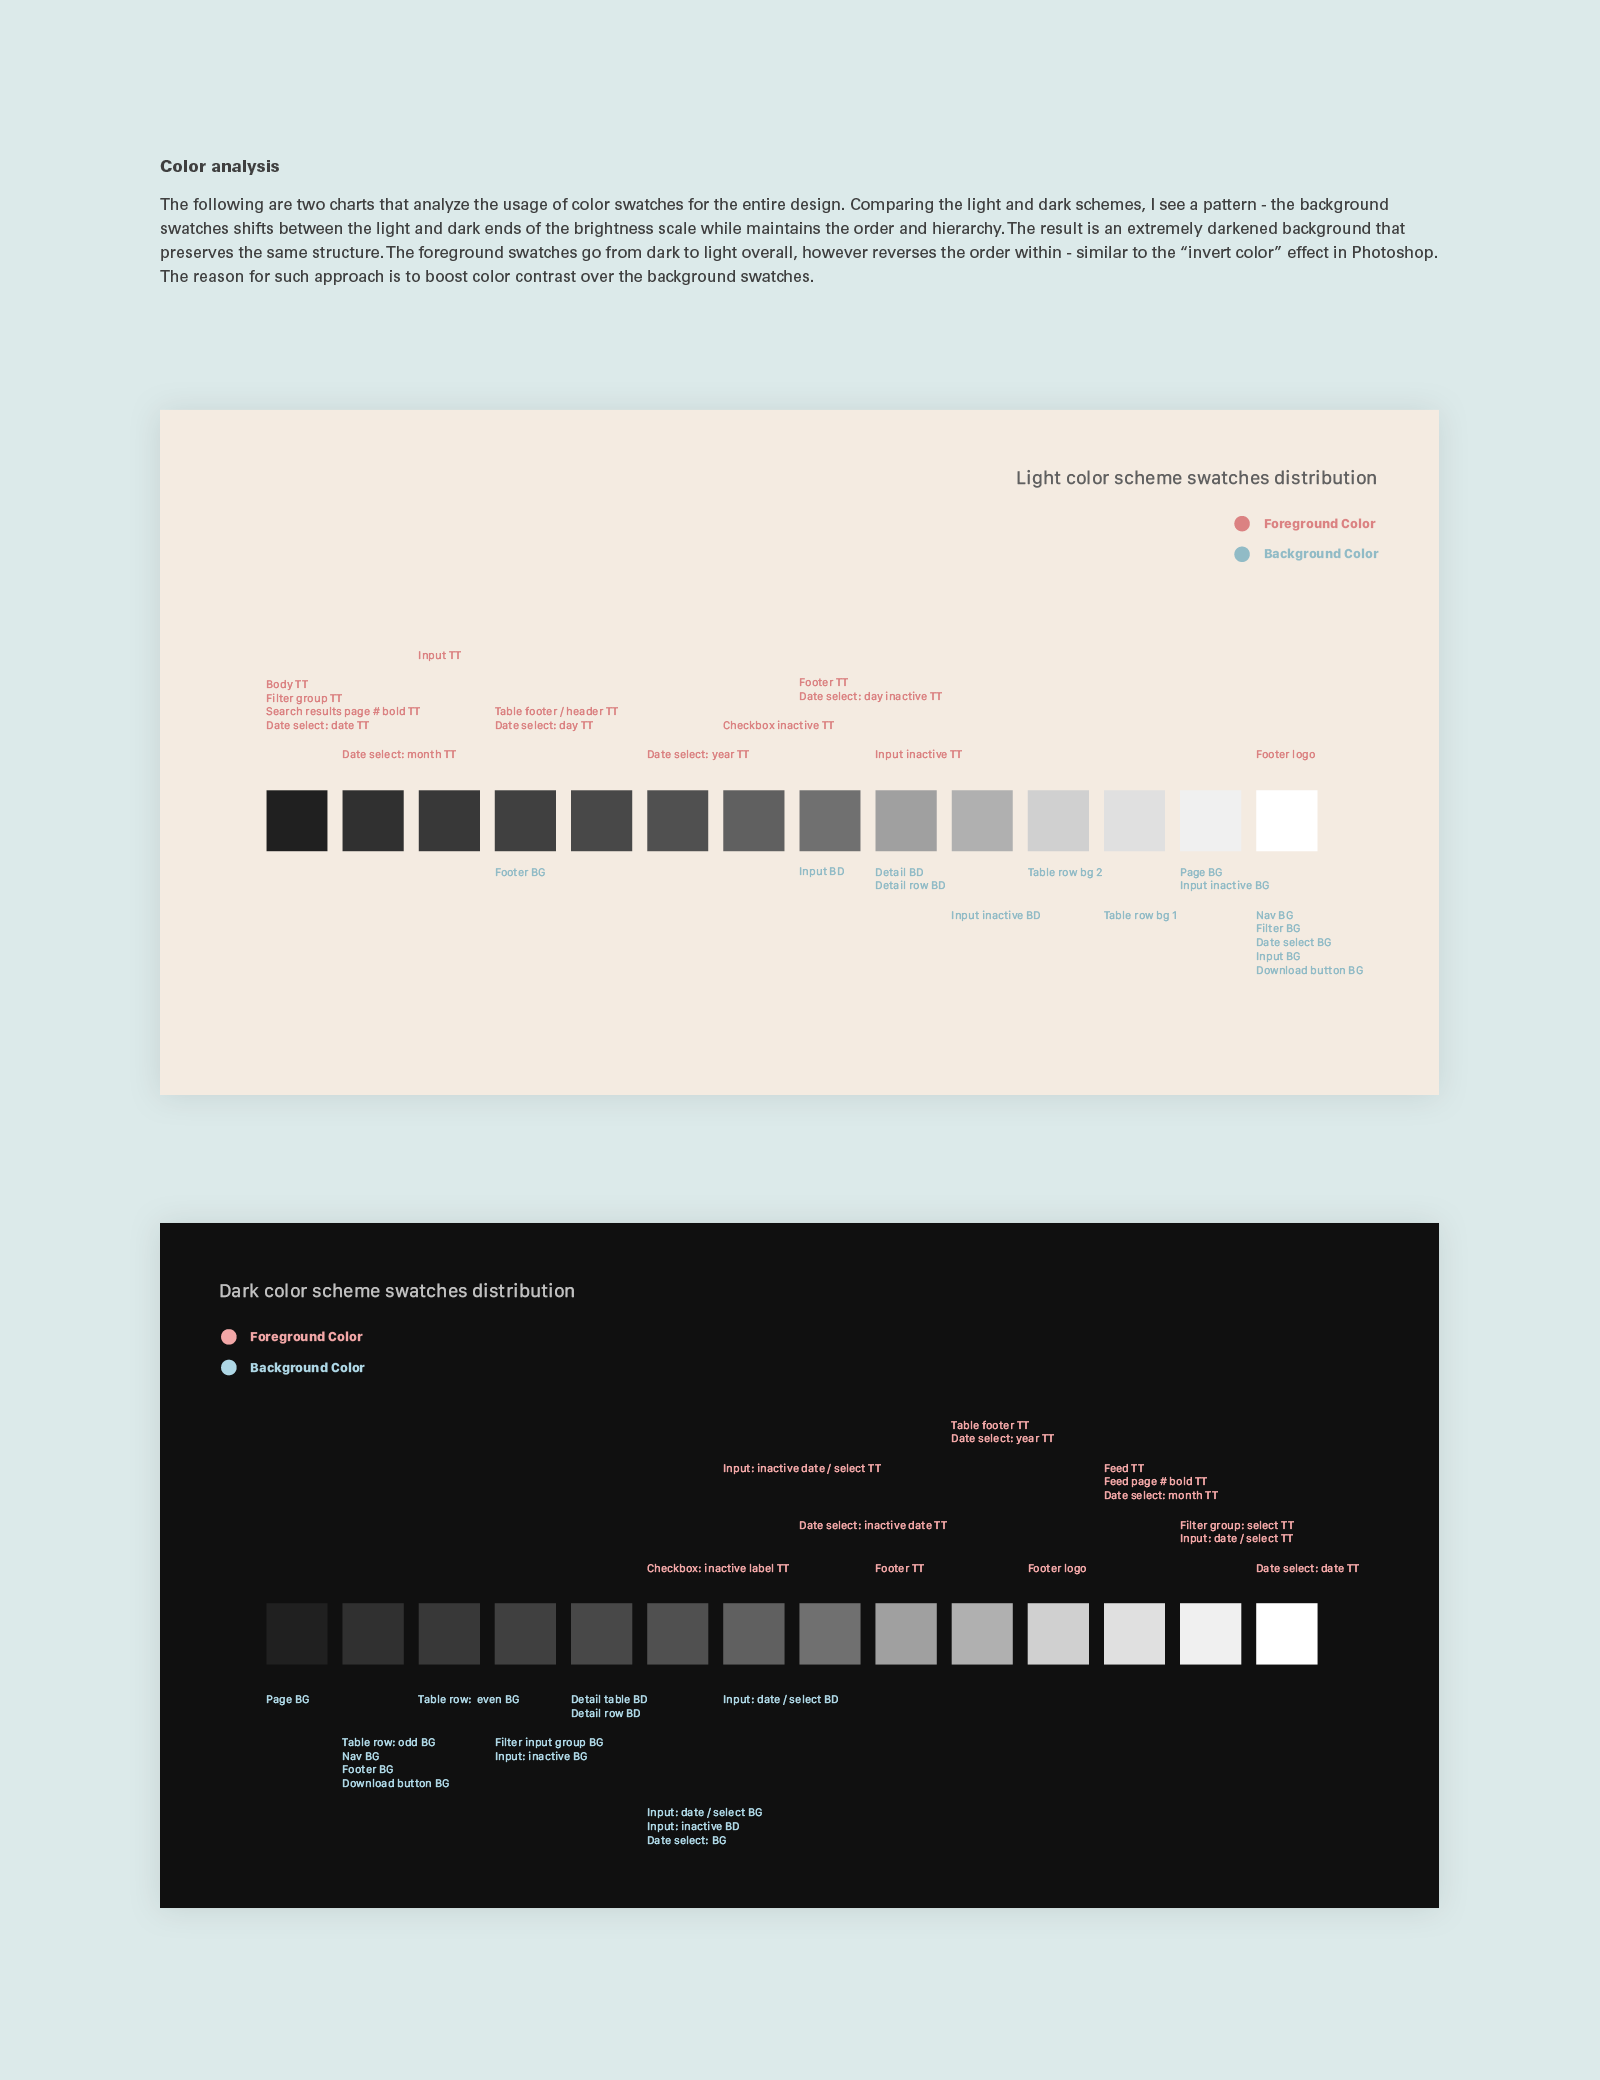 Color analysis
The following are two charts that analyze the usage of color swatches for the entire design. Comparing the light and dark schemes, I see a pattern - the background
swatches shifts between the light and dark ends of the brightness scale while maintains the order and hierarchy. The result is an extremely darkened background that
preserves the same structure. The foreground swatches go from dark to light overall, however reverses the order within - similar to the “invert color” effect in Photoshop.
The reason for such approach is to boost color contrast over the background swatches.
Light color scheme swatches distribution
Foreground Color
Background Color
Input TT
Body TT
Filter group TT
Search results page # bold TT
Date select: date TT
Date select: month TT
Table footer / header TT
Date select: day TT
Date select: year TT
Checkbox inactive TT
Footer TT
Date select: day inactive TT
Input inactive TT
Footer logo
Footer BG
Input BD
Detail BD
Detail row BD
Input inactive BD
Table row bg 2
Table row bg 1
Page BG
Input inactive BG
Nav BG
Filter BG
Date select BG
Input BG
Download button BG
Dark color scheme swatches distribution
Foreground Color
Background Color
Table footer TT
Date select: year TT
Input: inactive date / select TT
Feed TT
Feed page # bold TT
Date select: month TT
Date select: inactive date TT
Filter group: select TT
Input: date / select TT
Checkbox: inactive label TT
Footer TT
Footer logo
Date select: date TT
Page BG
Table row:  even BG
Detail table BD
Detail row BD
Input: date / select BD
Table row: odd BG
Nav BG
Footer BG
Download button BG
Filter input group BG
Input: inactive BG
Input: date / select BG
Input: inactive BD
Date select: BG